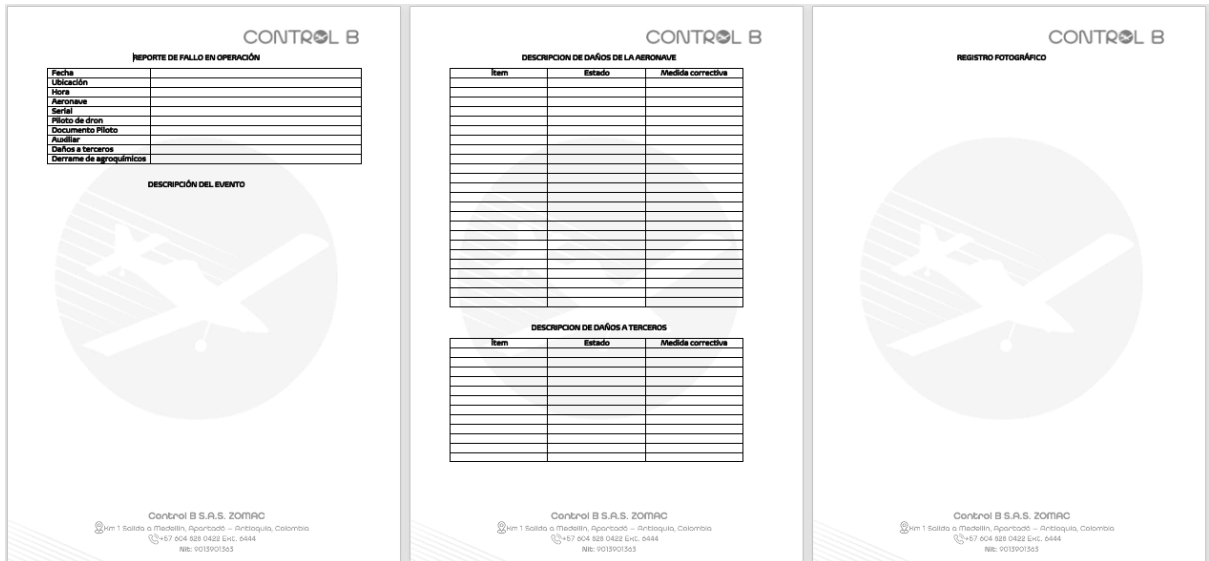 CONTROL B
REPORTE DE FALLO EN OPERACIÓN
Fecha
Ubicación
Hora
Aeronave
Serial
Piloto de dron
Documento Piloto
Auxiliar
Daños a terceros
Derrame de agroquímicos
DESCRIPCIÓN DEL EVENTO
Control B S.A.S. ZOMAC
Km 1 Salida a Medellín, Apartadó – Antioquia, Colombia
+57 604 828 0422 Ext. 6444
Nit: 9013901363
CONTROL B
DESCRIPCION DE DAÑOS DE LA AERONAVE
Ítem Estado Medida correctiva
DESCRIPCION DE DAÑOS A TERCEROS
Ítem Estado Medida correctiva
Control B S.A.S. ZOMAC
Km 1 Salida a Medellín, Apartadó – Antioquia, Colombia
+57 604 828 0422 Ext. 6444
Nit: 9013901363
CONTROL B
REGISTRO FOTOGRÁFICO
Control B S.A.S. ZOMAC
Km 1 Salida a Medellín, Apartadó – Antioquia, Colombia
+57 604 828 0422 Ext. 6444
Nit: 9013901363